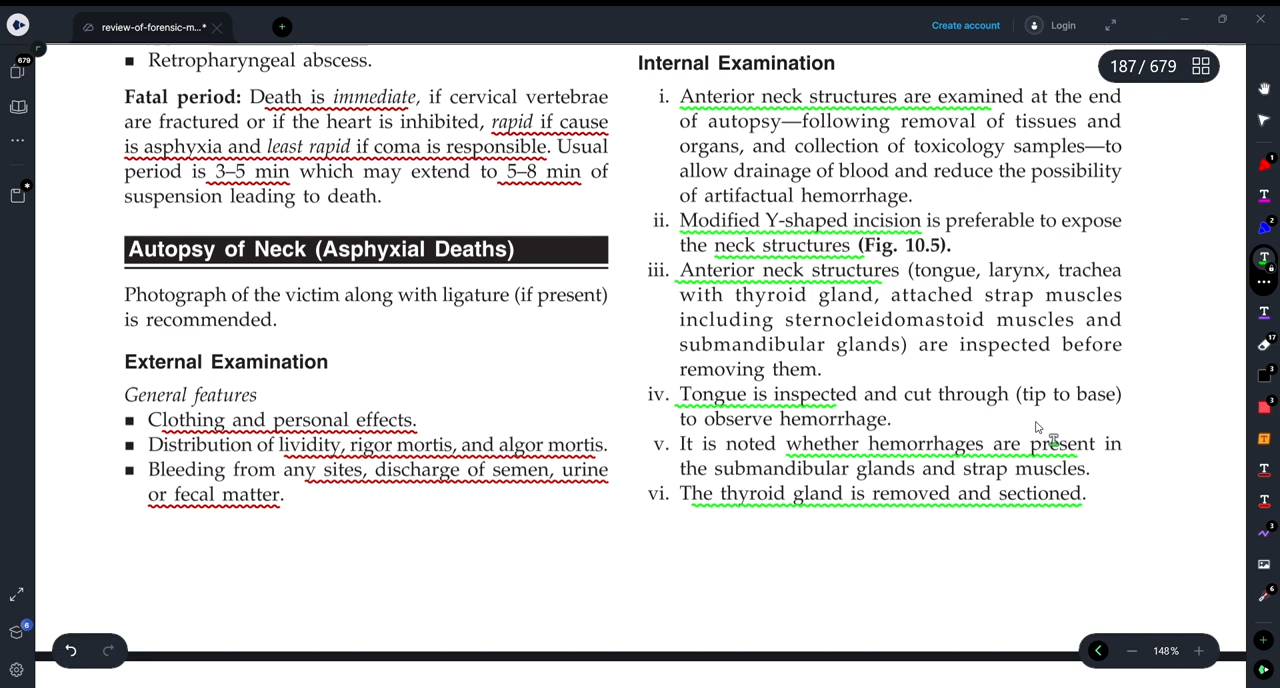 review-of-forensic-m...*
Create account
Login
679
187/679
■ Retropharyngeal abscess.
Fatal period: Death is immediate, if cervical vertebrae
are fractured or if the heart is inhibited, rapid if cause
is asphyxia and least rapid if coma is responsible. Usual
period is 3–5 min which may extend to 5–8 min of
suspension leading to death.
Autopsy of Neck (Asphyxial Deaths)
Photograph of the victim along with ligature (if present)
is recommended.
External Examination
General features
■ Clothing and personal effects.
■ Distribution of lividity, rigor mortis, and algor mortis.
■ Bleeding from any sites, discharge of semen, urine
or fecal matter.
Internal Examination
i. Anterior neck structures are examined at the end
of autopsy—following removal of tissues and
organs, and collection of toxicology samples—to
allow drainage of blood and reduce the possibility
of artifactual hemorrhage.
ii. Modified Y-shaped incision is preferable to expose
the neck structures (Fig. 10.5).
iii. Anterior neck structures (tongue, larynx, trachea
with thyroid gland, attached strap muscles
including sternocleidomastoid muscles and
submandibular glands) are inspected before
removing them.
iv. Tongue is inspected and cut through (tip to base)
to observe hemorrhage.
v. It is noted whether hemorrhages are present in
the submandibular glands and strap muscles.
vi. The thyroid gland is removed and sectioned.
1
T
2
T
T
17
3
3
T
T
T
3
6
6
148%